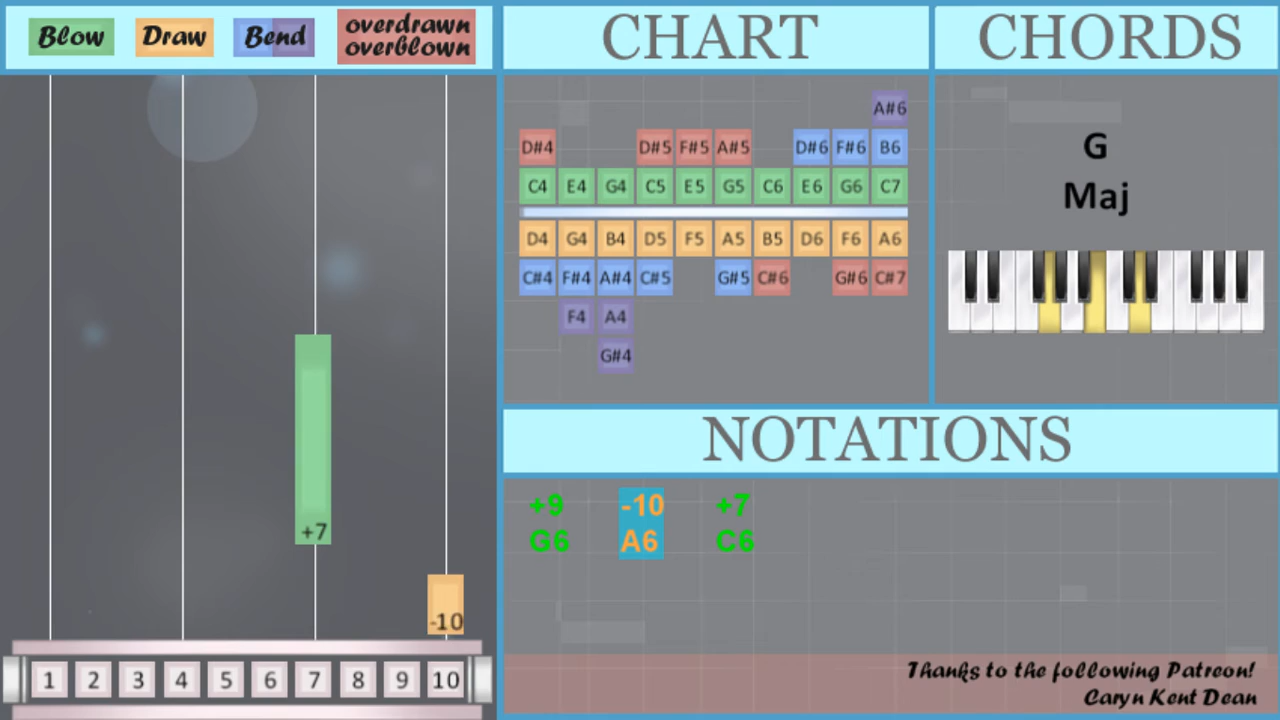 Blow Draw Bend overdrawn
overblown
CHART
CHORDS
A#6
D#4 D#5 F#5 A#5 D#6 F#6 B6
C4 E4 G4 C5 E5 G5 C6 E6 G6 C7
D4 G4 B4 D5 F5 A5 B5 D6 F6 A6
C#4 F#4 A#4 C#5 G#5 C#6 G#6 C#7
F4 A4
G#4
G
Maj
NOTATIONS
+9 -10 +7
G6 A6 C6
+7
-10
1 2 3 4 5 6 7 8 9 10
Thanks to the following Patreon!
Caryn Kent Dean